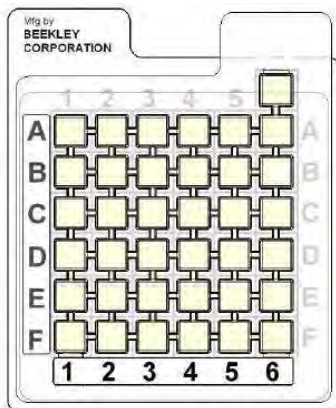 Mfg by
BEEKLEY
CORPORATION
1 2 3 4 5
A A
B B
C C
D D
E E
F F
1 2 3 4 5 6